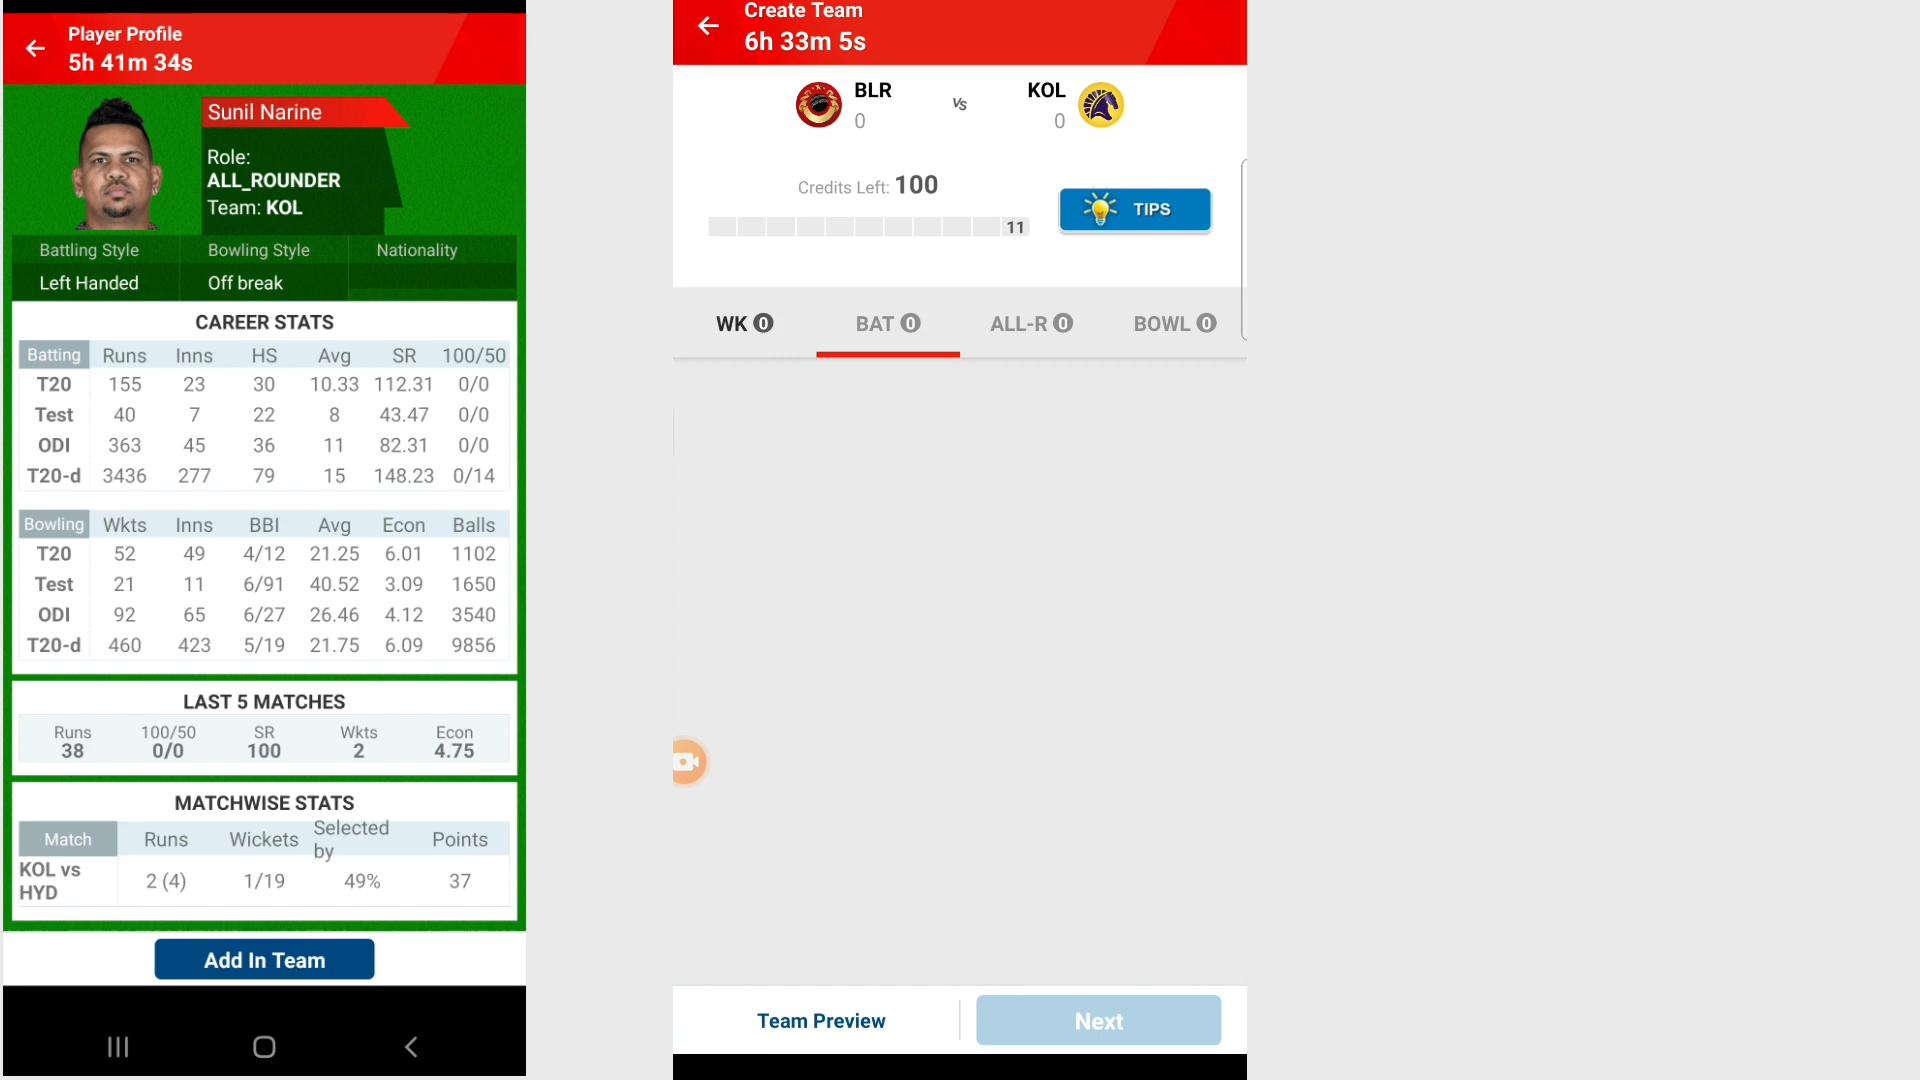 Player Profile
5h 41m 34s
Sunil Narine
Role:
ALL_ROUNDER
Team: KOL
Battling Style Bowling Style Nationality
Left Handed Off break
CAREER STATS
Batting Runs Inns HS Avg SR 100/50
T20 155 23 30 10.33 112.31 0/0
Test 40 7 22 8 43.47 0/0
ODI 363 45 36 11 82.31 0/0
T20-d 3436 277 79 15 148.23 0/14
Bowling Wkts Inns BBI Avg Econ Balls
T20 52 49 4/12 21.25 6.01 1102
Test 21 11 6/91 40.52 3.09 1650
ODI 92 65 6/27 26.46 4.12 3540
T20-d 460 423 5/19 21.75 6.09 9856
LAST 5 MATCHES
Runs 100/50 SR Wkts Econ
38 0/0 100 2 4.75
MATCHWISE STATS
Match Runs Wickets Selected by Points
KOL vs HYD 2 (4) 1/19 49% 37
Add In Team
Create Team
6h 33m 5s
BLR vs KOL
0 0
Credits Left: 100
11
TIPS
WK 0 BAT 0 ALL-R 0 BOWL 0
Team Preview Next